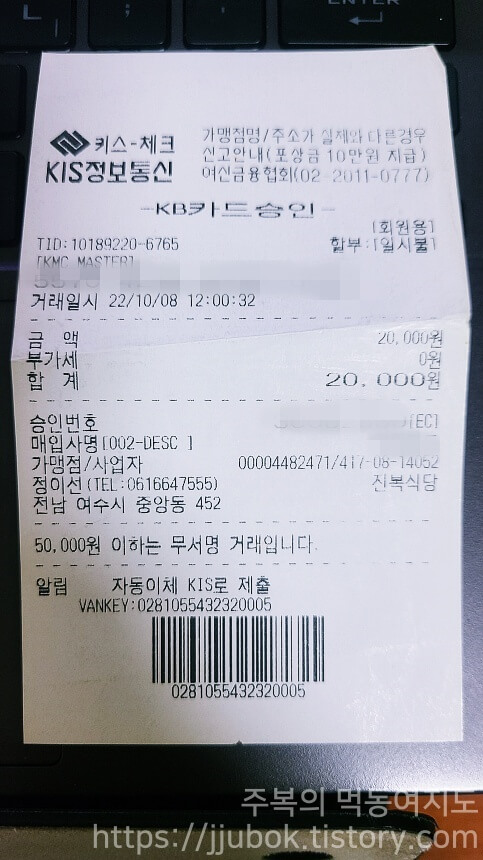 ENTER
키스-체크
KIS정보통신
가맹점명/주소가 실제와 다른경우
신고안내(포상금 10만원 지급)
여신금융협회(02-2011-0777)
-KB카드승인-
[회원용]
TID:10189220-6765 할부:[일시불]
[KMC MASTER]
거래일시 22/10/08 12:00:32
금 액 20,000원
부가세 0원
합 계 20,000원
승인번호 [EC]
매입사명[002-DESC ]
가맹점/사업자 00004482471/417-08-14052
정이선(TEL:0616647555) 진복식당
전남 여수시 중앙동 452
50,000원 이하는 무서명 거래입니다.
알림 자동이체 KIS로 제출
VANKEY:0281055432320005
0281055432320005
주복의 먹동여지도
https://jjubok.tistory.com